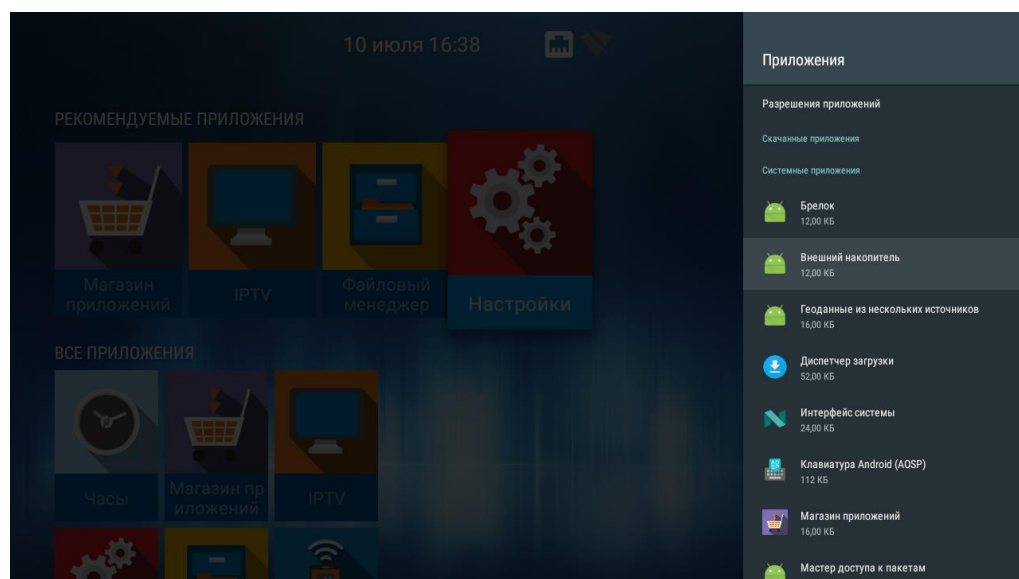 10 июля 16:38
РЕКОМЕНДУЕМЫЕ ПРИЛОЖЕНИЯ
Магазин
приложений
IPTV
Файловый
менеджер
Настройки
ВСЕ ПРИЛОЖЕНИЯ
Часы
Магазин пр
иложений
IPTV
Приложения
Разрешения приложений
Скачанные приложения
Системные приложения
Брелок
12,00 КБ
Внешний накопитель
12,00 КБ
Геоданные из нескольких источников
16,00 КБ
Диспетчер загрузки
52,00 КБ
Интерфейс системы
24,00 КБ
Клавиатура Android (AOSP)
112 КБ
Магазин приложений
16,00 КБ
Мастер доступа к пакетам